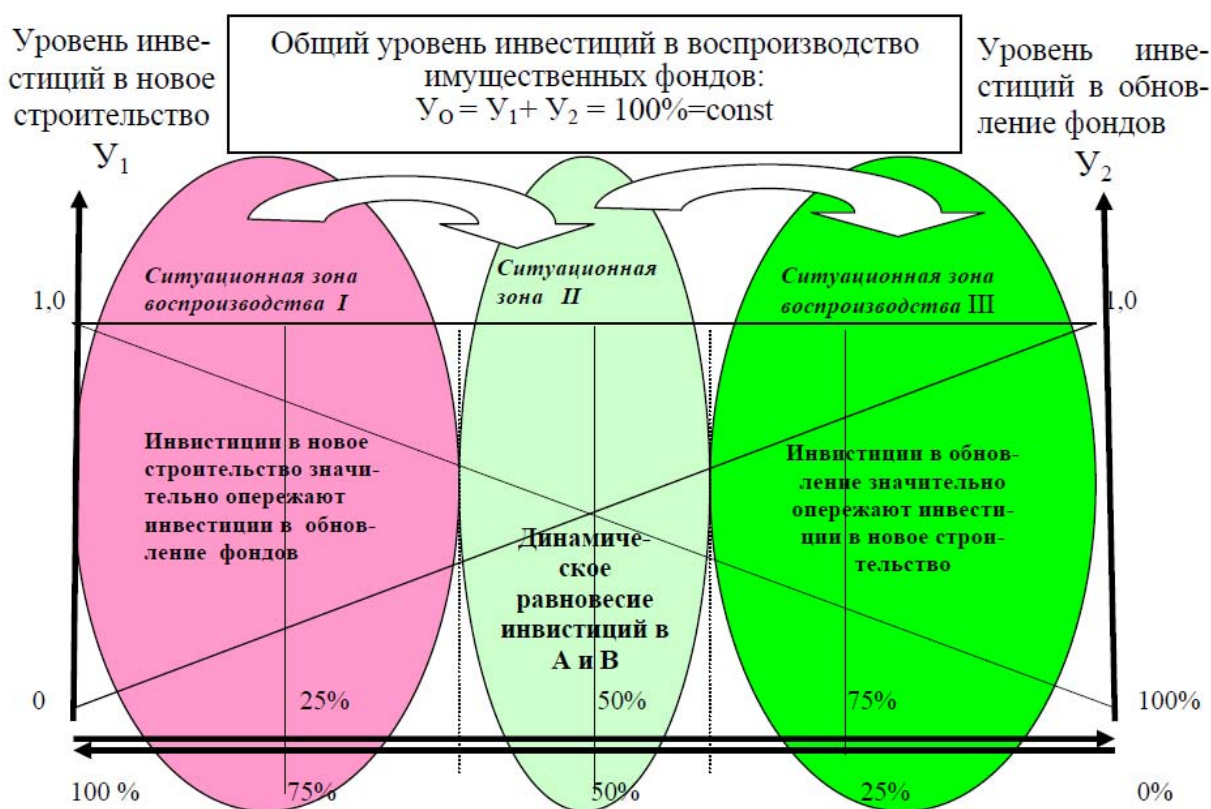 Уровень инве-
стиций в новое
строительство
У1
Общий уровень инвестиций в воспроизводство
имущественных фондов:
УО = У1+ У2 = 100%=const
Уровень инве-
стиций в обнов-
ление фондов
У2
Ситуационная зона
воспроизводства I
Ситуационная
зона II
Ситуационная зона
воспроизводства III
1,0
1,0
Инвистиции в новое
строительство значи-
тельно опережают
инвестиции в обнов-
ление фондов
Динамиче-
ское
равновесие
инвистиций в
А и В
Инвистиции в обнов-
ление значительно
опережают инвести-
ции в новое строи-
тельство
0 25% 50% 75% 100%
100 % 75% 50% 25% 0%